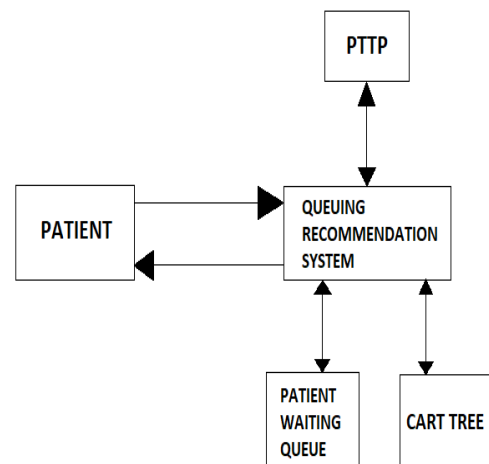 PTTP
PATIENT
QUEUING
RECOMMENDATION
SYSTEM
PATIENT
WAITING
QUEUE
CART TREE